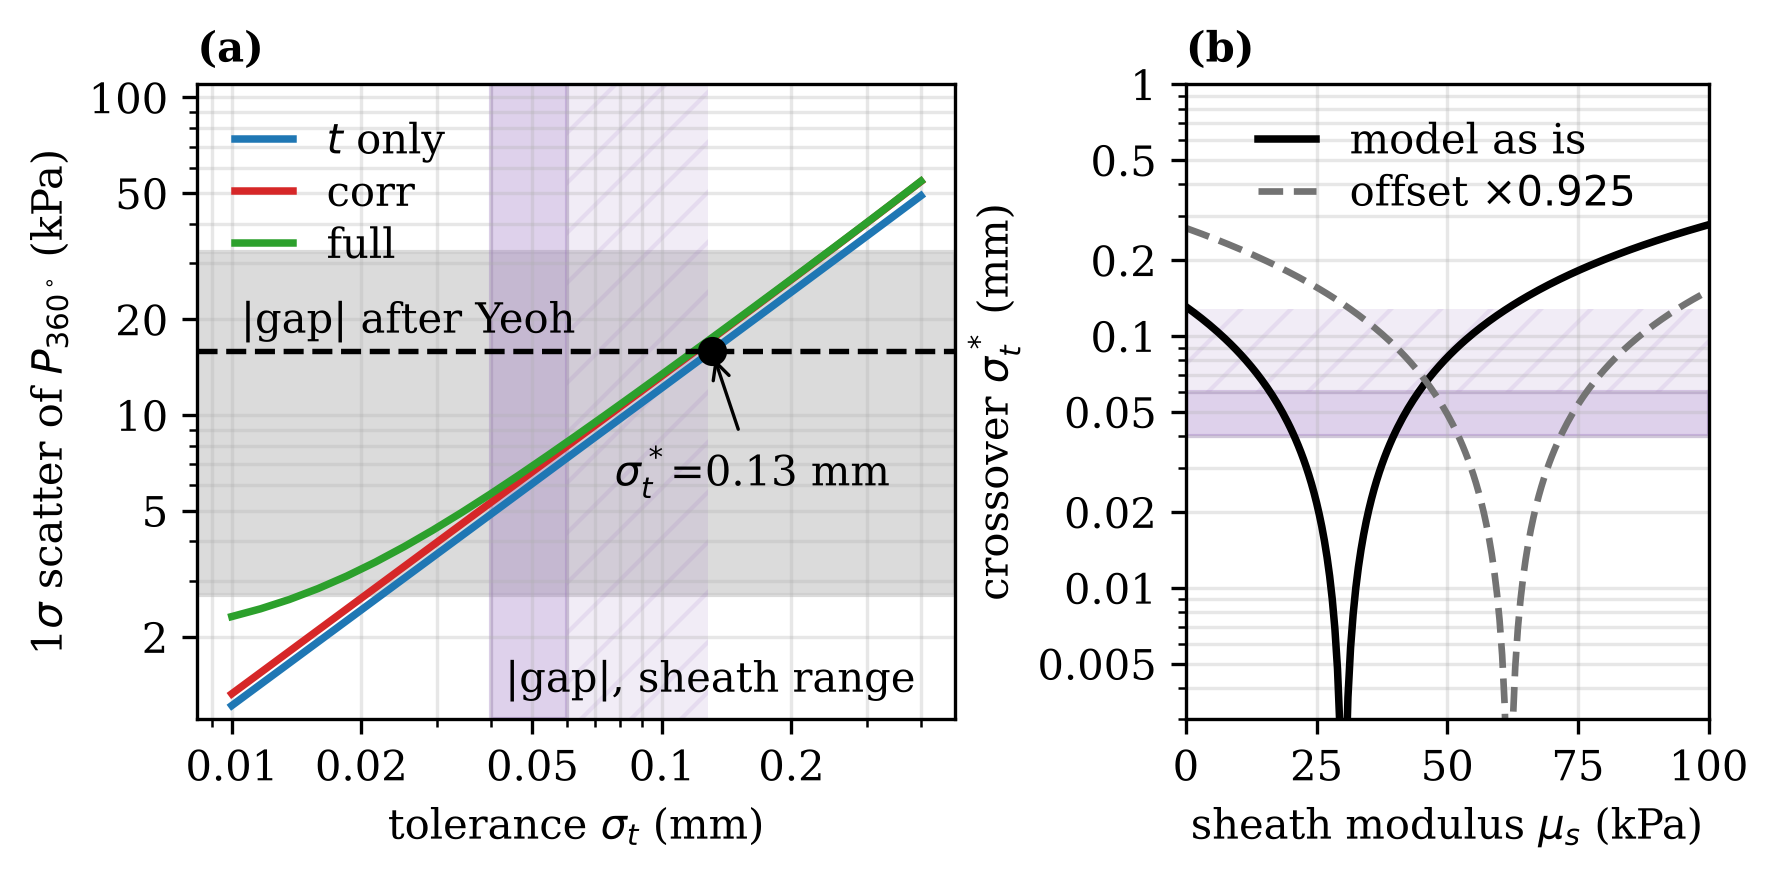 (a)
100
50
20
10
5
2
1σ scatter of P360° (kPa)
t only
corr
full
|gap| after Yeoh
σt*=0.13 mm
|gap|, sheath range
0.01
0.02
0.05
0.1
0.2
tolerance σt (mm)
(b)
1
0.5
0.2
0.1
0.05
0.02
0.01
0.005
crossover σt* (mm)
model as is
offset ×0.925
0
25
50
75
100
sheath modulus μs (kPa)